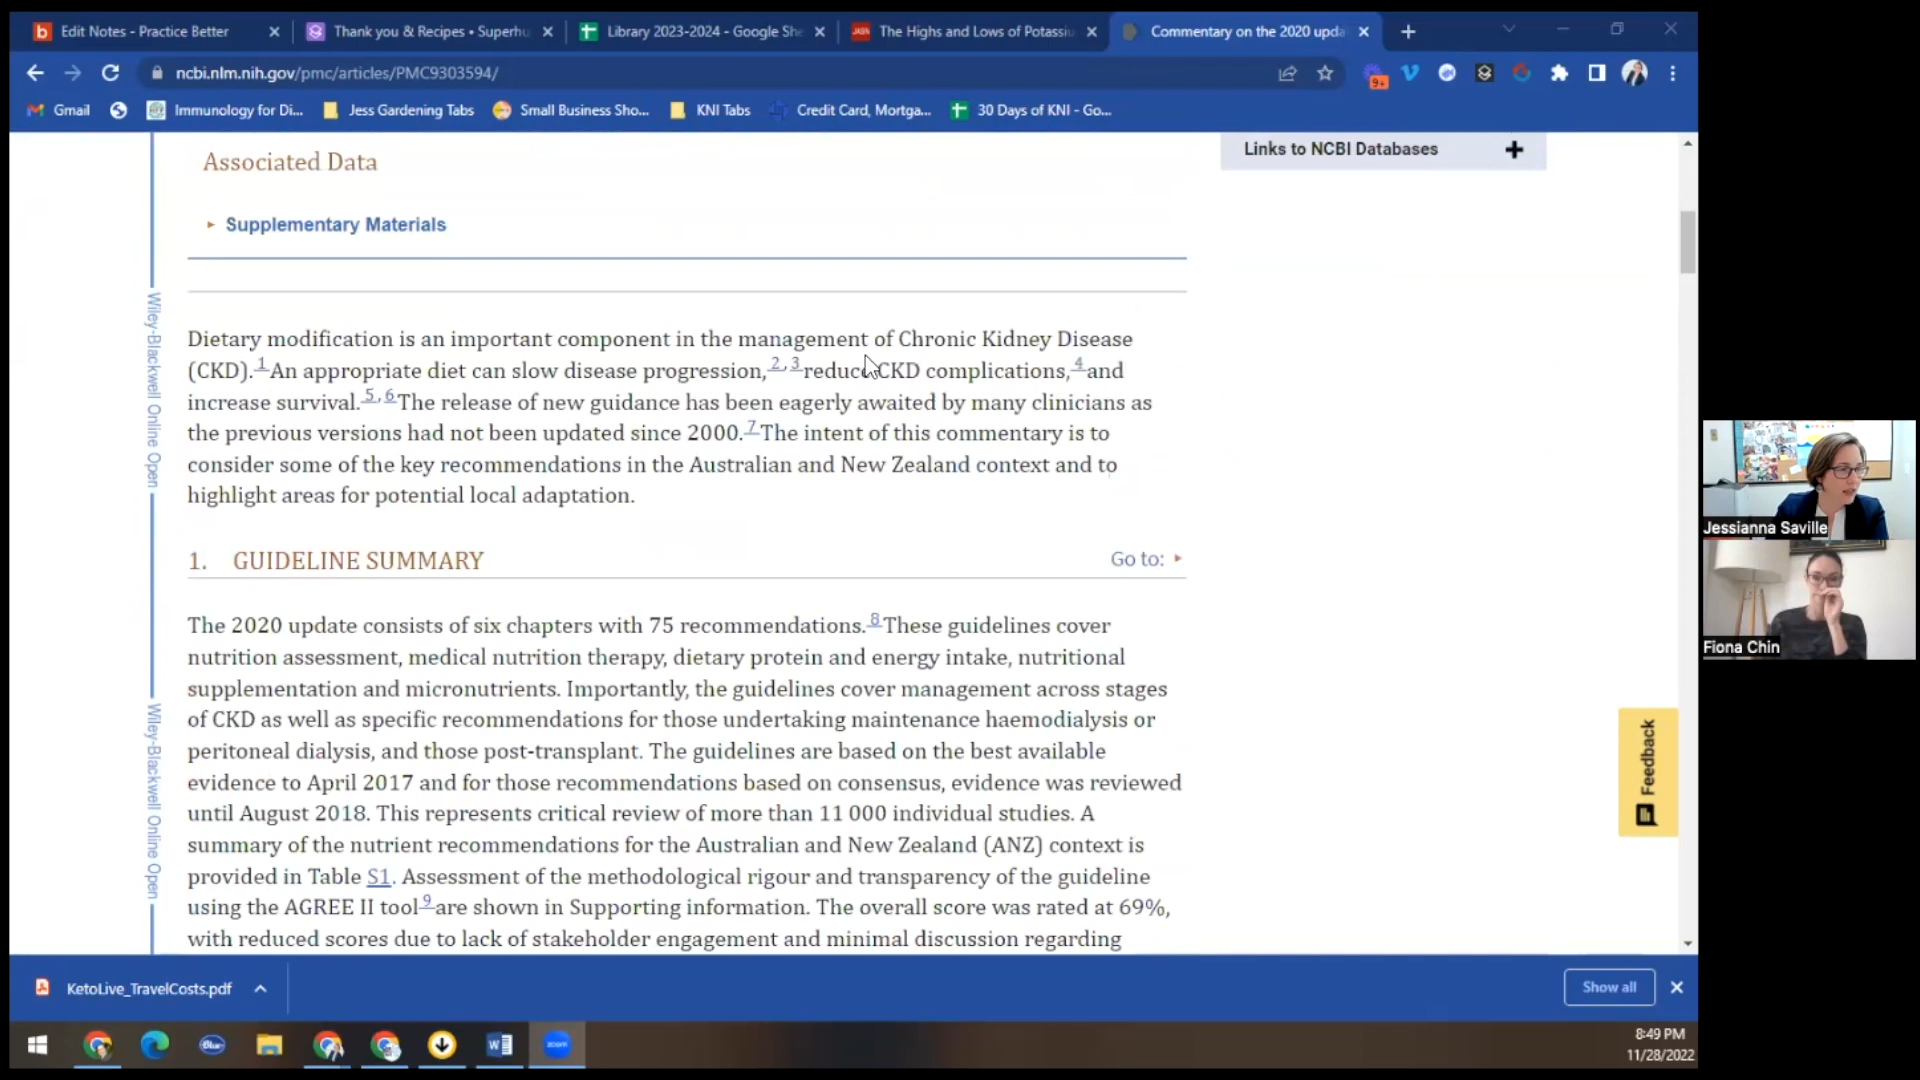 Edit Notes - Practice Better
Thank you & Recipes • Superhu
Library 2023-2024 - Google She
The Highs and Lows of Potassiu
Commentary on the 2020 upda
ncbi.nlm.nih.gov/pmc/articles/PMC9303594/
9+
Gmail
Immunology for Di...
Jess Gardening Tabs
Small Business Sho...
KNI Tabs
Credit Card, Mortga...
30 Days of KNI - Go...
Associated Data
Links to NCBI Databases
Supplementary Materials
Dietary modification is an important component in the management of Chronic Kidney Disease
(CKD).1 An appropriate diet can slow disease progression,2, 3 reduce CKD complications,4 and
increase survival.5, 6 The release of new guidance has been eagerly awaited by many clinicians as
the previous versions had not been updated since 2000.7 The intent of this commentary is to
consider some of the key recommendations in the Australian and New Zealand context and to
highlight areas for potential local adaptation.
1. GUIDELINE SUMMARY
Go to:
The 2020 update consists of six chapters with 75 recommendations.8 These guidelines cover
nutrition assessment, medical nutrition therapy, dietary protein and energy intake, nutritional
supplementation and micronutrients. Importantly, the guidelines cover management across stages
of CKD as well as specific recommendations for those undertaking maintenance haemodialysis or
peritoneal dialysis, and those post-transplant. The guidelines are based on the best available
evidence to April 2017 and for those recommendations based on consensus, evidence was reviewed
until August 2018. This represents critical review of more than 11 000 individual studies. A
summary of the nutrient recommendations for the Australian and New Zealand (ANZ) context is
provided in Table S1. Assessment of the methodological rigour and transparency of the guideline
using the AGREE II tool9 are shown in Supporting information. The overall score was rated at 69%,
with reduced scores due to lack of stakeholder engagement and minimal discussion regarding
Wiley-Blackwell Online Open
Wiley-Blackwell Online Open
Feedback
Jessianna Saville
Fiona Chin
KetoLive_TravelCosts.pdf
Show all
zoom
8:49 PM
11/28/2022